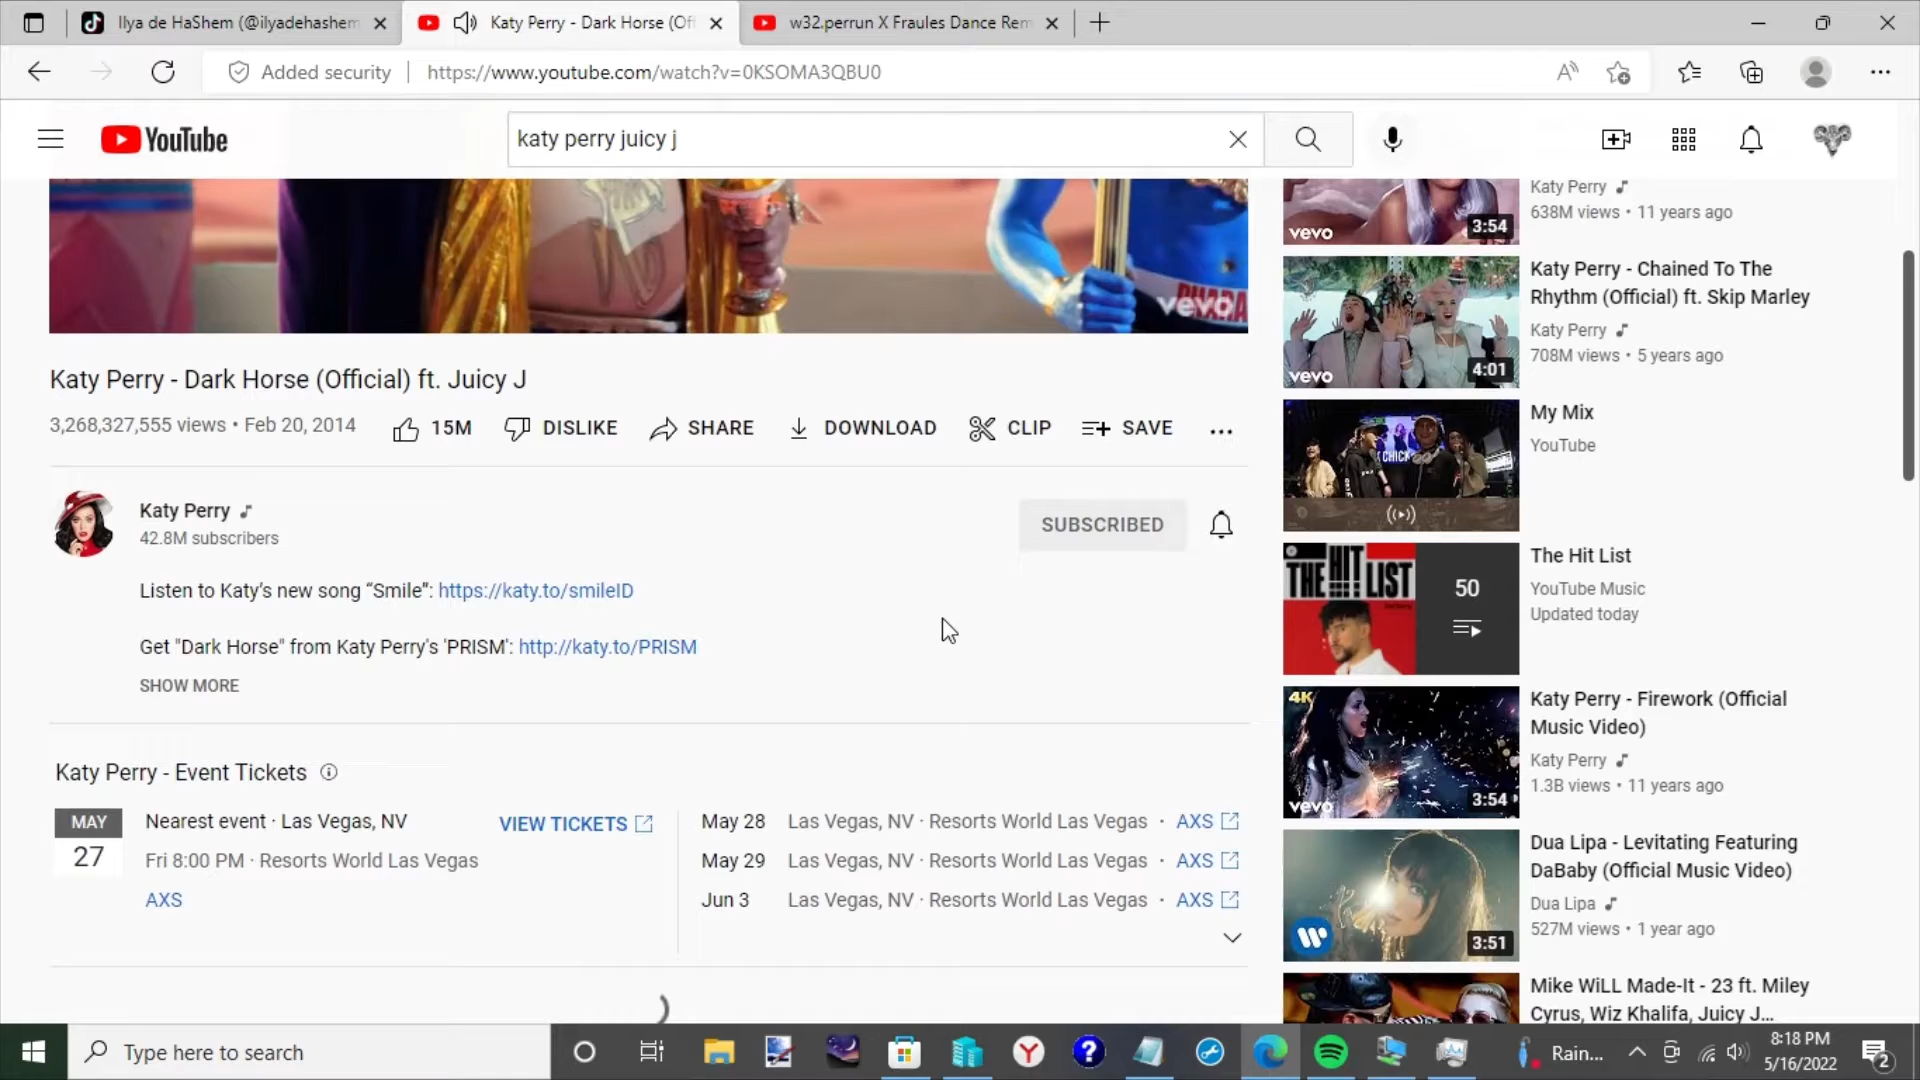 Ilya de HaShem (@ilyadehashem
Katy Perry - Dark Horse (Off
w32.perrun X Fraules Dance Rem
Added security
https://www.youtube.com/watch?v=0KSOMA3QBU0
YouTube
katy perry juicy j
vevo
Katy Perry - Dark Horse (Official) ft. Juicy J
3,268,327,555 views • Feb 20, 2014
15M
DISLIKE
SHARE
DOWNLOAD
CLIP
SAVE
Katy Perry
42.8M subscribers
SUBSCRIBED
Listen to Katy's new song “Smile”: https://katy.to/smileID
Get "Dark Horse" from Katy Perry's 'PRISM': http://katy.to/PRISM
SHOW MORE
Katy Perry - Event Tickets
MAY
27
Nearest event · Las Vegas, NV
Fri 8:00 PM · Resorts World Las Vegas
AXS
VIEW TICKETS
May 28 Las Vegas, NV · Resorts World Las Vegas · AXS
May 29 Las Vegas, NV · Resorts World Las Vegas · AXS
Jun 3 Las Vegas, NV · Resorts World Las Vegas · AXS
vevo
3:54
Katy Perry
638M views • 11 years ago
vevo
4:01
Katy Perry - Chained To The
Rhythm (Official) ft. Skip Marley
Katy Perry
708M views • 5 years ago
CHICK
My Mix
YouTube
THE HIT LIST
50
The Hit List
YouTube Music
Updated today
4K
vevo
3:54
Katy Perry - Firework (Official
Music Video)
Katy Perry
1.3B views • 11 years ago
3:51
Dua Lipa - Levitating Featuring
DaBaby (Official Music Video)
Dua Lipa
527M views • 1 year ago
Mike WiLL Made-It - 23 ft. Miley
Cyrus, Wiz Khalifa, Juicy J...
Type here to search
Rain...
8:18 PM
5/16/2022
2